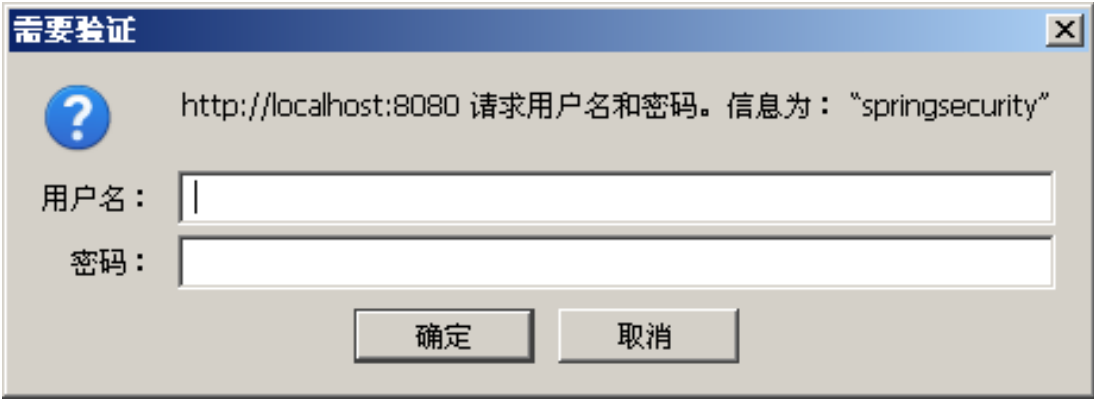 需要验证
http://localhost:8080 请求用户名和密码。信息为：“springsecurity”
用户名：
密码：
确定 取消